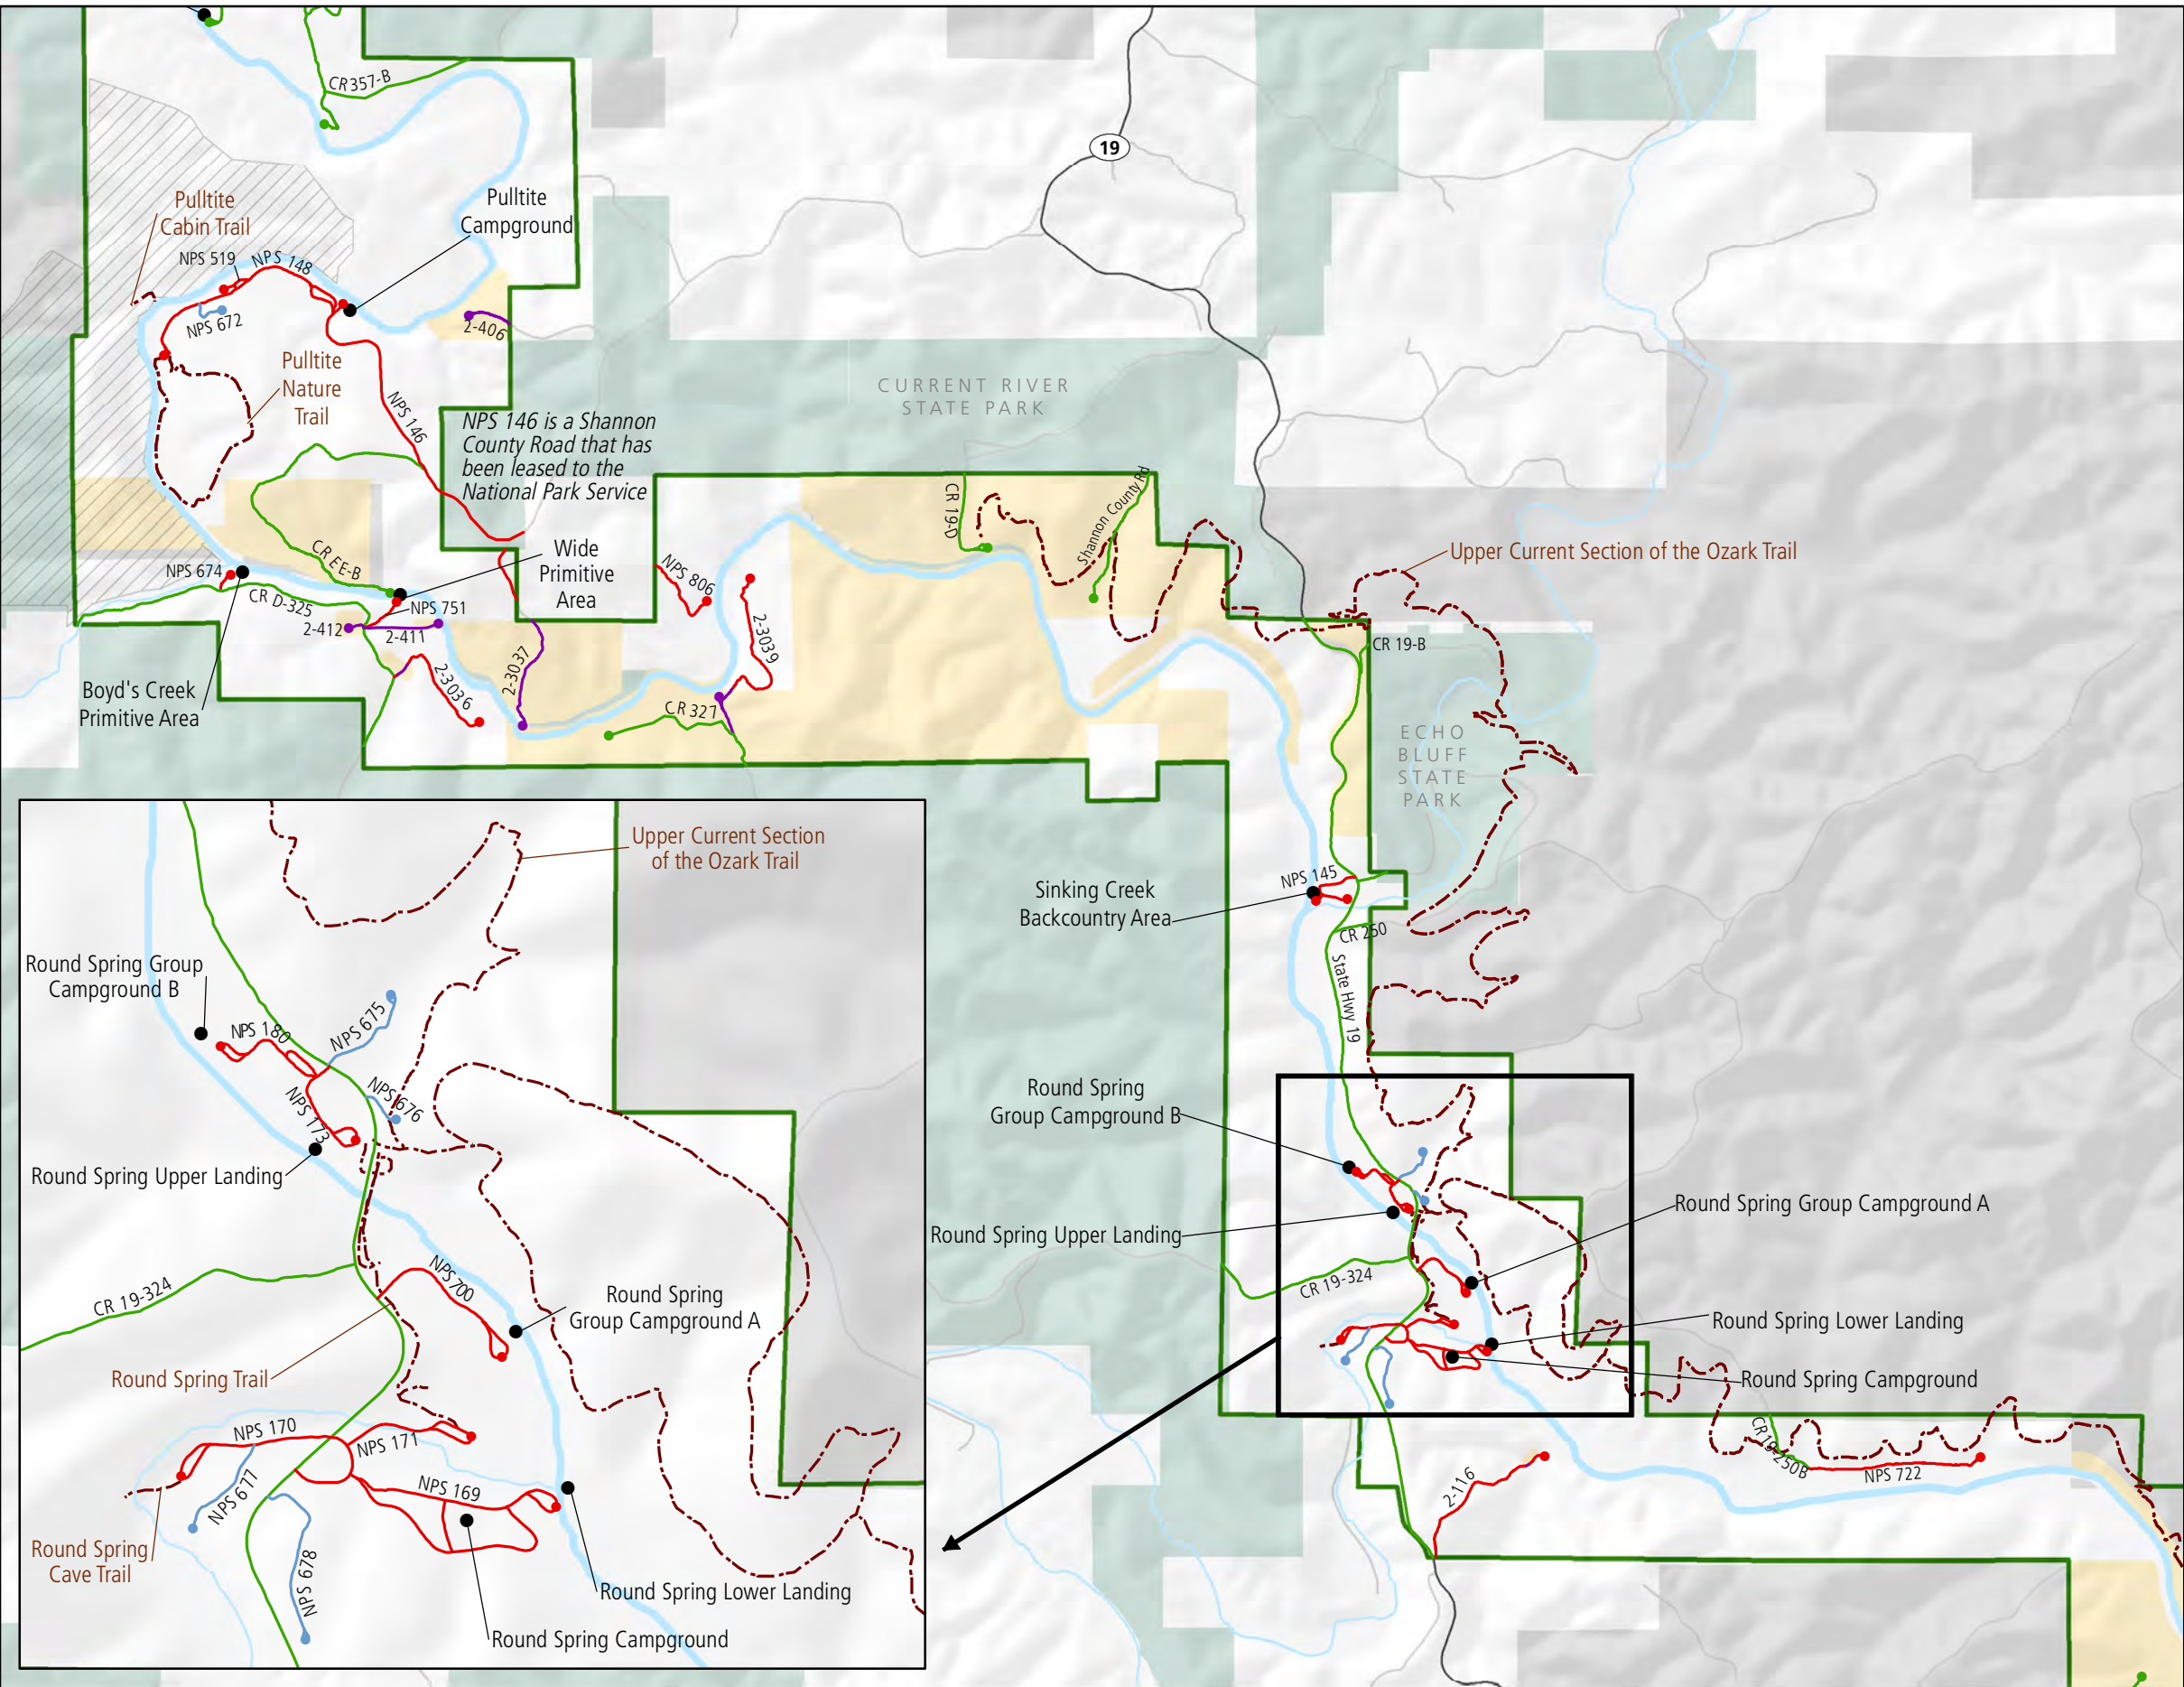 CR357-B
19
Pulltite
Campground
Pulltite
Cabin Trail
NPS 519
NPS 148
NPS 672
2-406
Pulltite
Nature
Trail
NPS 146
CURRENT RIVER
STATE PARK
NPS 146 is a Shannon
County Road that has
been leased to the
National Park Service
CR 19-D
Shannon County Rd
Wide
Primitive
Area
Upper Current Section of the Ozark Trail
CR EE-B
NPS 674
CR D-325
NPS 751
2-412
2-411
NPS 806
2-3039
2-3037
2-3036
CR 327
CR 19-B
Boyd's Creek
Primitive Area
ECHO
BLUFF
STATE
PARK
NPS 145
Sinking Creek
Backcountry Area
CR 250
State Hwy 19
Round Spring
Group Campground B
Round Spring Group Campground A
Round Spring Upper Landing
CR 19-324
Round Spring Lower Landing
Round Spring Campground
CR19-250B
NPS 722
2-116
Upper Current Section
of the Ozark Trail
Round Spring Group
Campground B
NPS 180
NPS 675
NPS 676
NPS 173
Round Spring Upper Landing
NPS 700
CR 19-324
Round Spring
Group Campground A
Round Spring Trail
NPS 170
NPS 171
NPS 677
NPS 169
Round Spring
Cave Trail
NPS 678
Round Spring Lower Landing
Round Spring Campground